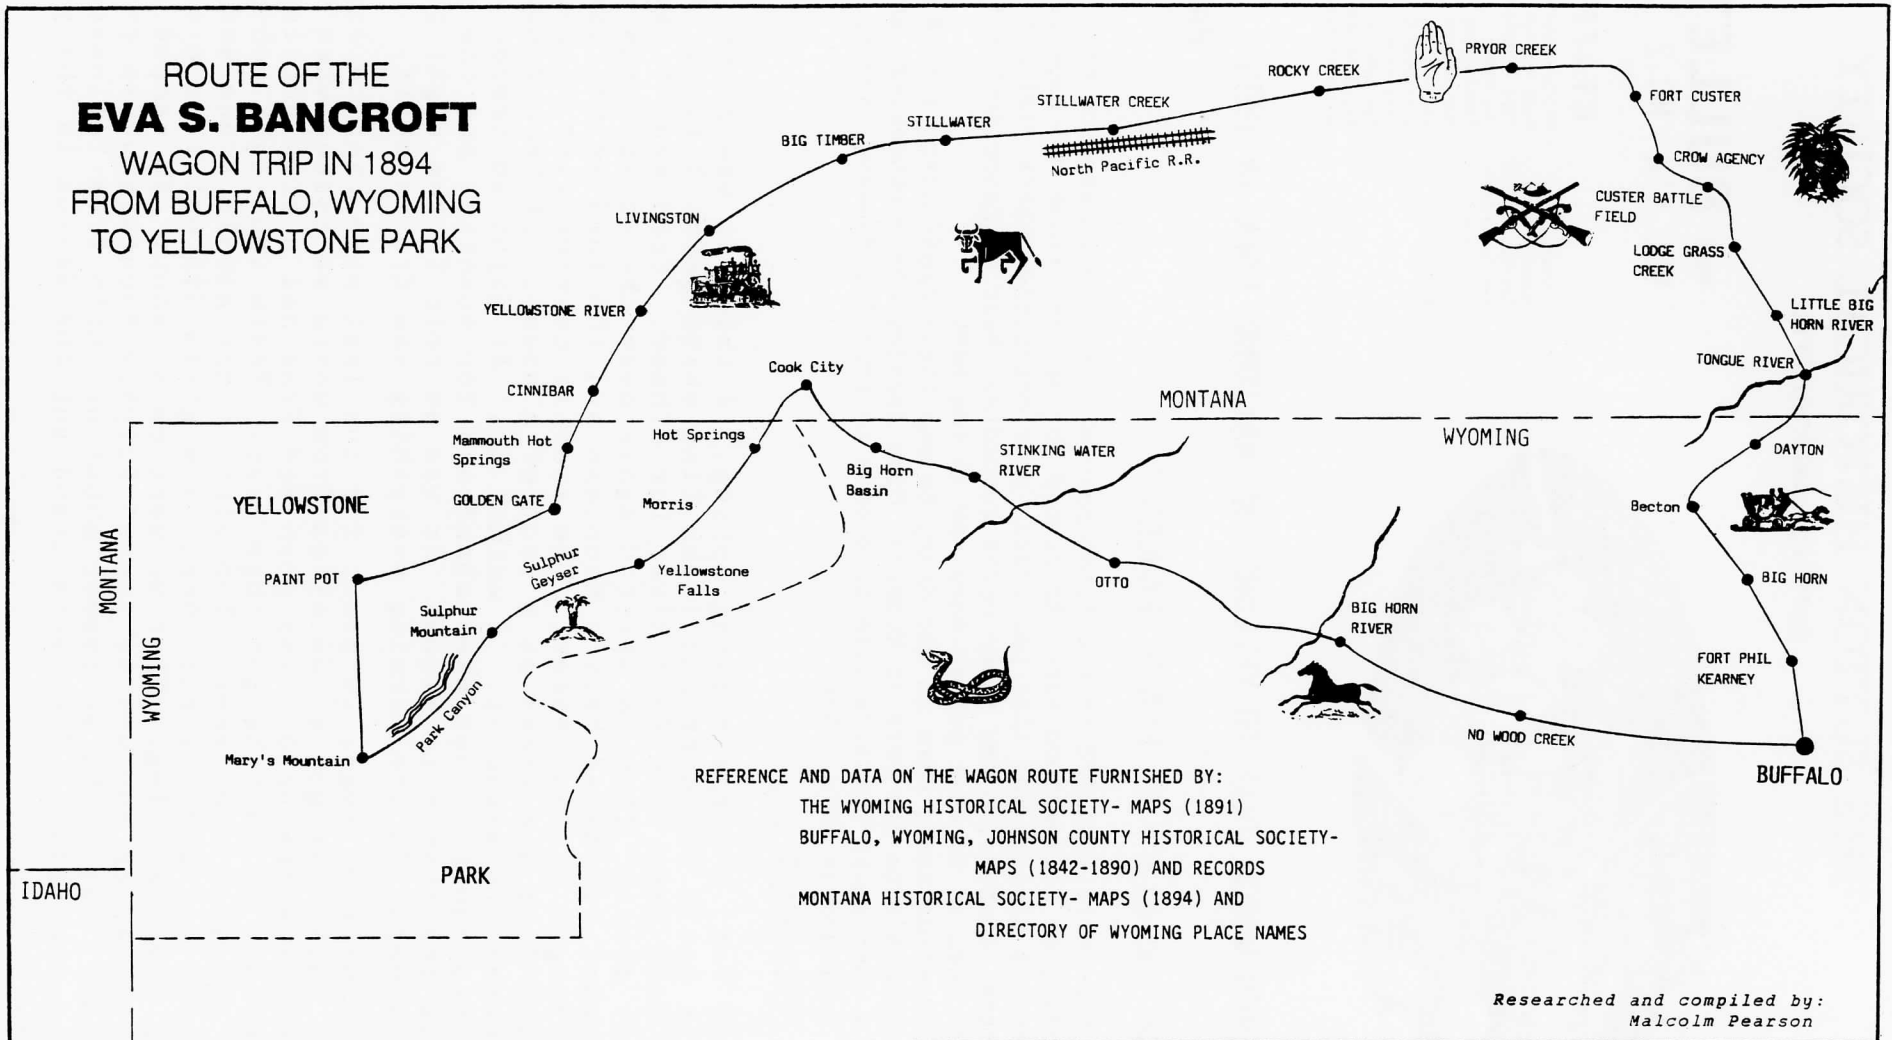 ROUTE OF THE
EVA S. BANCROFT
WAGON TRIP IN 1894
FROM BUFFALO, WYOMING
TO YELLOWSTONE PARK
PRYOR CREEK
ROCKY CREEK
STILLWATER CREEK
STILLWATER
BIG TIMBER
North Pacific R.R.
FORT CUSTER
CROW AGENCY
CUSTER BATTLE
FIELD
LODGE GRASS
CREEK
LITTLE BIG
HORN RIVER
TONGUE RIVER
LIVINGSTON
YELLOWSTONE RIVER
CINNIBAR
Cook City
MONTANA
WYOMING
Mammouth Hot
Springs
Hot Springs
GOLDEN GATE
Morris
YELLOWSTONE
Big Horn
Basin
STINKING WATER
RIVER
DAYTON
Becton
BIG HORN
FORT PHIL
KEARNEY
BUFFALO
NO WOOD CREEK
BIG HORN
RIVER
OTTO
PAINT POT
Sulphur
Geyser
Yellowstone
Falls
Sulphur
Mountain
Park Canyon
Mary's Mountain
MONTANA
WYOMING
IDAHO
PARK
REFERENCE AND DATA ON THE WAGON ROUTE FURNISHED BY:
THE WYOMING HISTORICAL SOCIETY- MAPS (1891)
BUFFALO, WYOMING, JOHNSON COUNTY HISTORICAL SOCIETY-
MAPS (1842-1890) AND RECORDS
MONTANA HISTORICAL SOCIETY- MAPS (1894) AND
DIRECTORY OF WYOMING PLACE NAMES
Researched and compiled by:
Malcolm Pearson